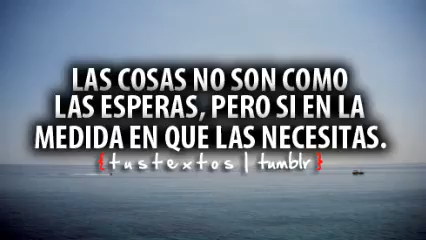 LAS COSAS NO SON COMO
LAS ESPERAS, PERO SI EN LA
MEDIDA EN QUE LAS NECESITAS.
{tustextos | tumblr}